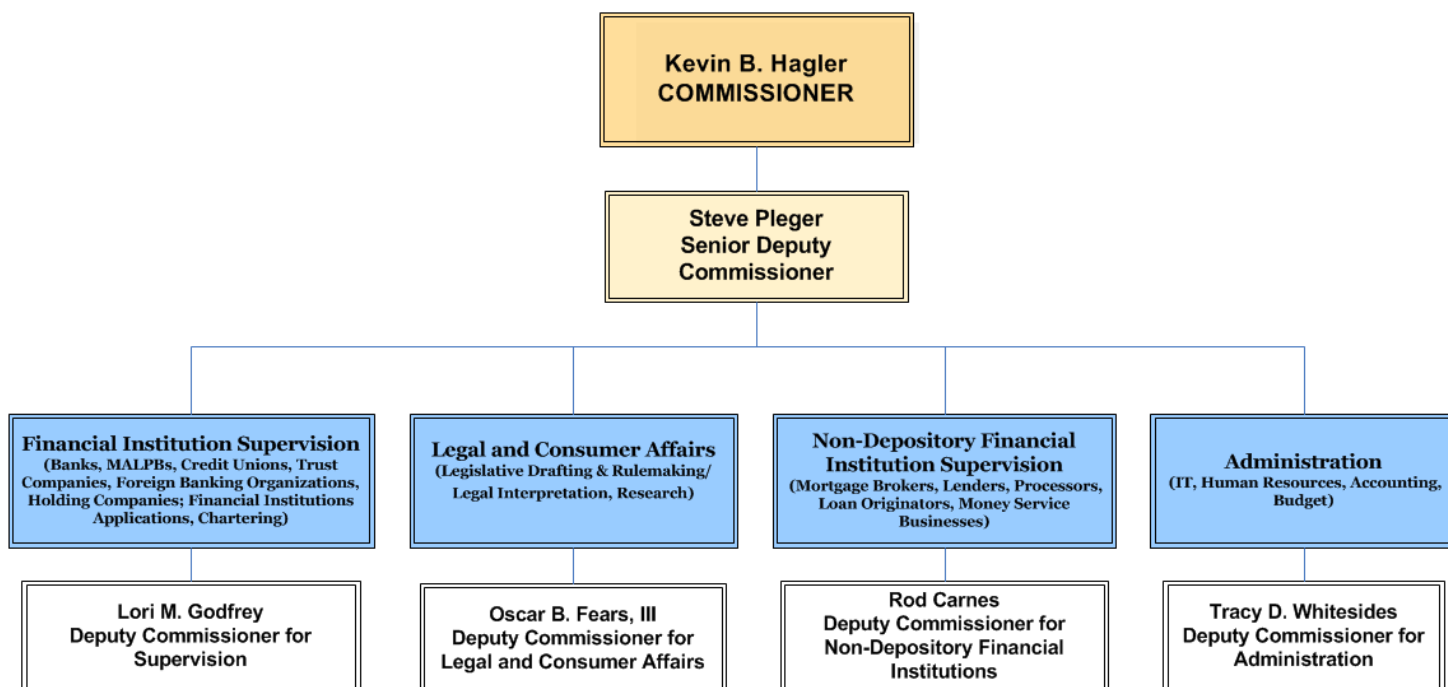 Kevin B. Hagler
COMMISSIONER
Steve Pleger
Senior Deputy
Commissioner
Financial Institution Supervision
(Banks, MALPBs, Credit Unions, Trust
Companies, Foreign Banking Organizations,
Holding Companies; Financial Institutions
Applications, Chartering)
Legal and Consumer Affairs
(Legislative Drafting & Rulemaking/
Legal Interpretation, Research)
Non-Depository Financial
Institution Supervision
(Mortgage Brokers, Lenders, Processors,
Loan Originators, Money Service
Businesses)
Administration
(IT, Human Resources, Accounting,
Budget)
Lori M. Godfrey
Deputy Commissioner for
Supervision
Oscar B. Fears, III
Deputy Commissioner for
Legal and Consumer Affairs
Rod Carnes
Deputy Commissioner for
Non-Depository Financial
Institutions
Tracy D. Whitesides
Deputy Commissioner for
Administration